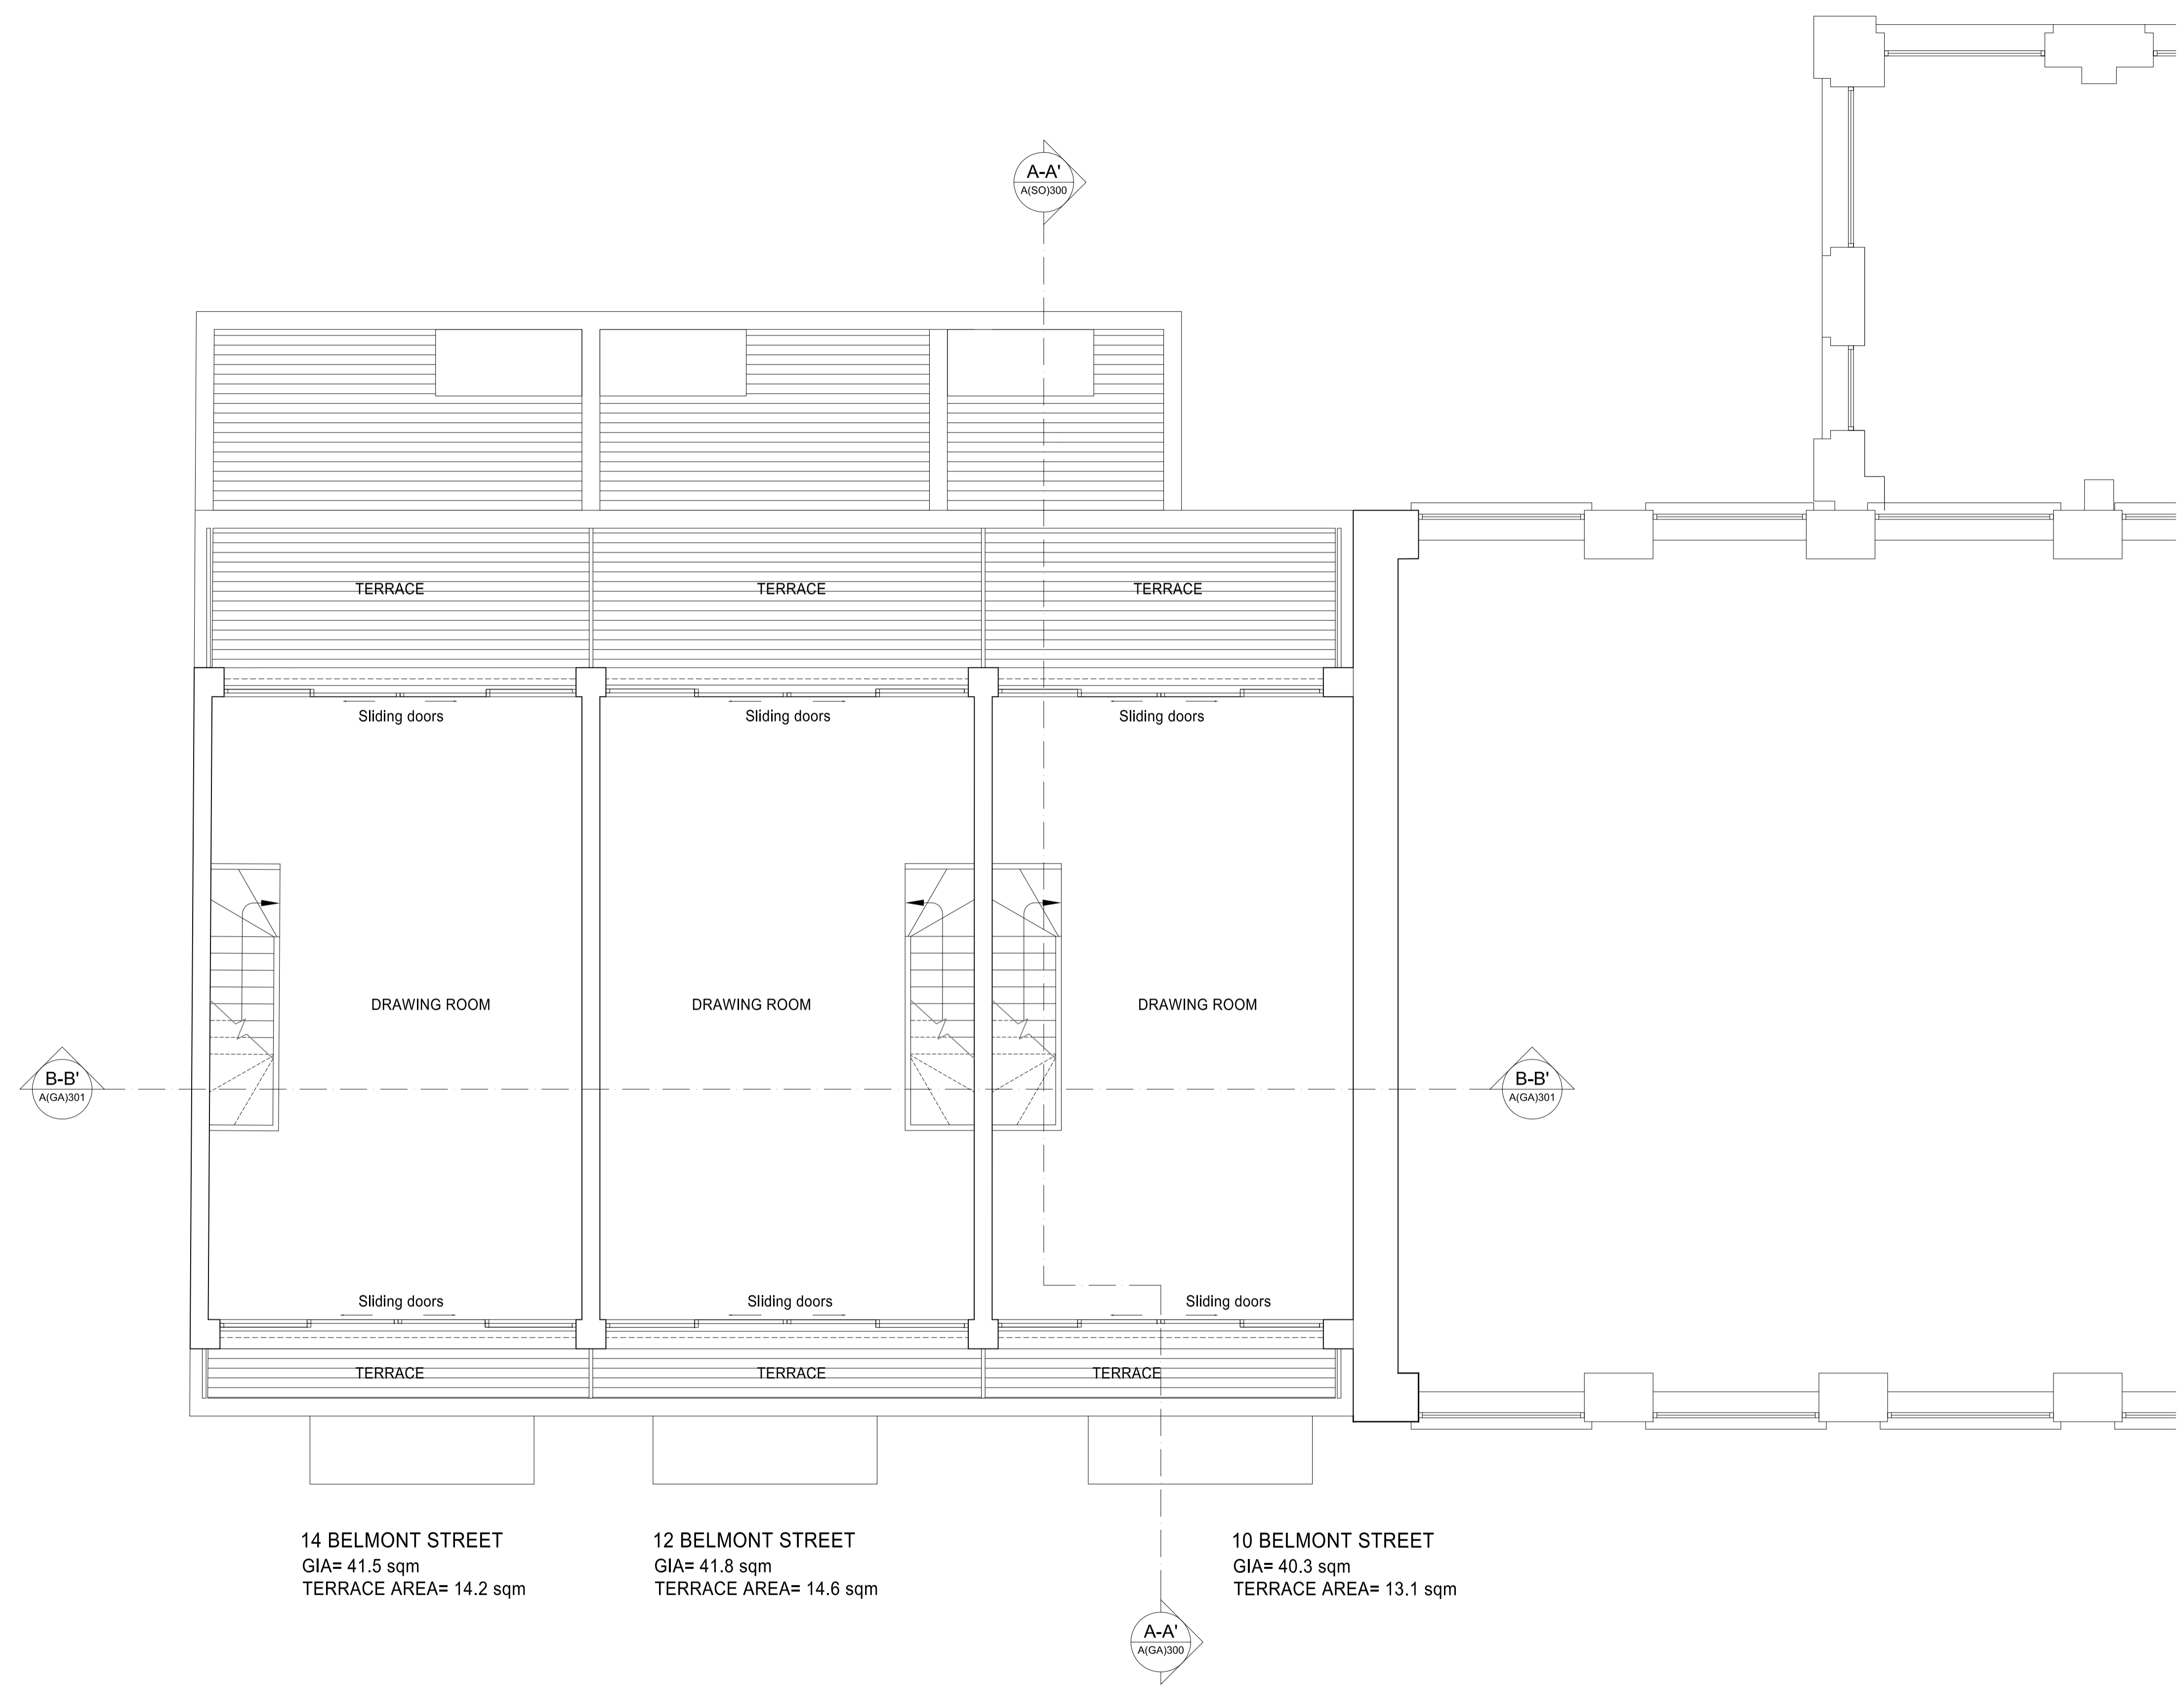 A-A'
A(SO)300
TERRACE
TERRACE
TERRACE
Sliding doors
Sliding doors
Sliding doors
DRAWING ROOM
DRAWING ROOM
DRAWING ROOM
B-B'
A(GA)301
B-B'
A(GA)301
Sliding doors
Sliding doors
Sliding doors
TERRACE
TERRACE
TERRACE
14 BELMONT STREET
GIA= 41.5 sqm
TERRACE AREA= 14.2 sqm
12 BELMONT STREET
GIA= 41.8 sqm
TERRACE AREA= 14.6 sqm
10 BELMONT STREET
GIA= 40.3 sqm
TERRACE AREA= 13.1 sqm
A-A'
A(GA)300